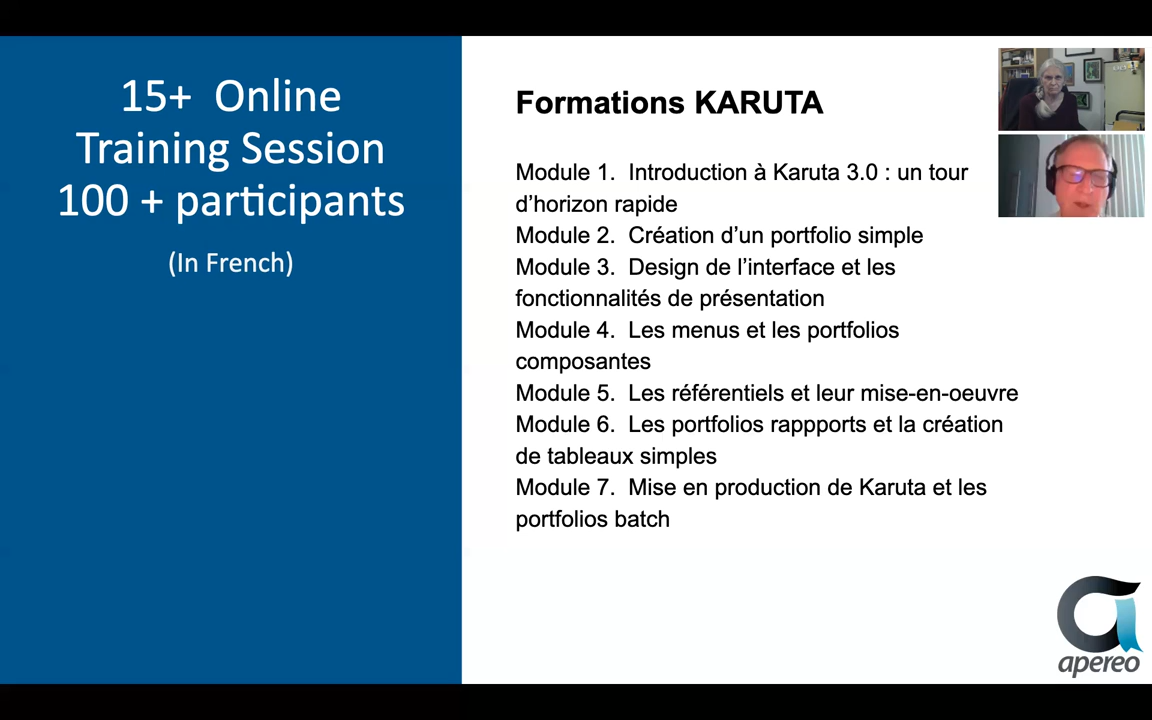 15+ Online
Training Session
100 + participants
(In French)
Formations KARUTA
Module 1. Introduction à Karuta 3.0 : un tour
d’horizon rapide
Module 2. Création d’un portfolio simple
Module 3. Design de l’interface et les
fonctionnalités de présentation
Module 4. Les menus et les portfolios
composantes
Module 5. Les référentiels et leur mise-en-oeuvre
Module 6. Les portfolios rappports et la création
de tableaux simples
Module 7. Mise en production de Karuta et les
portfolios batch
apereo